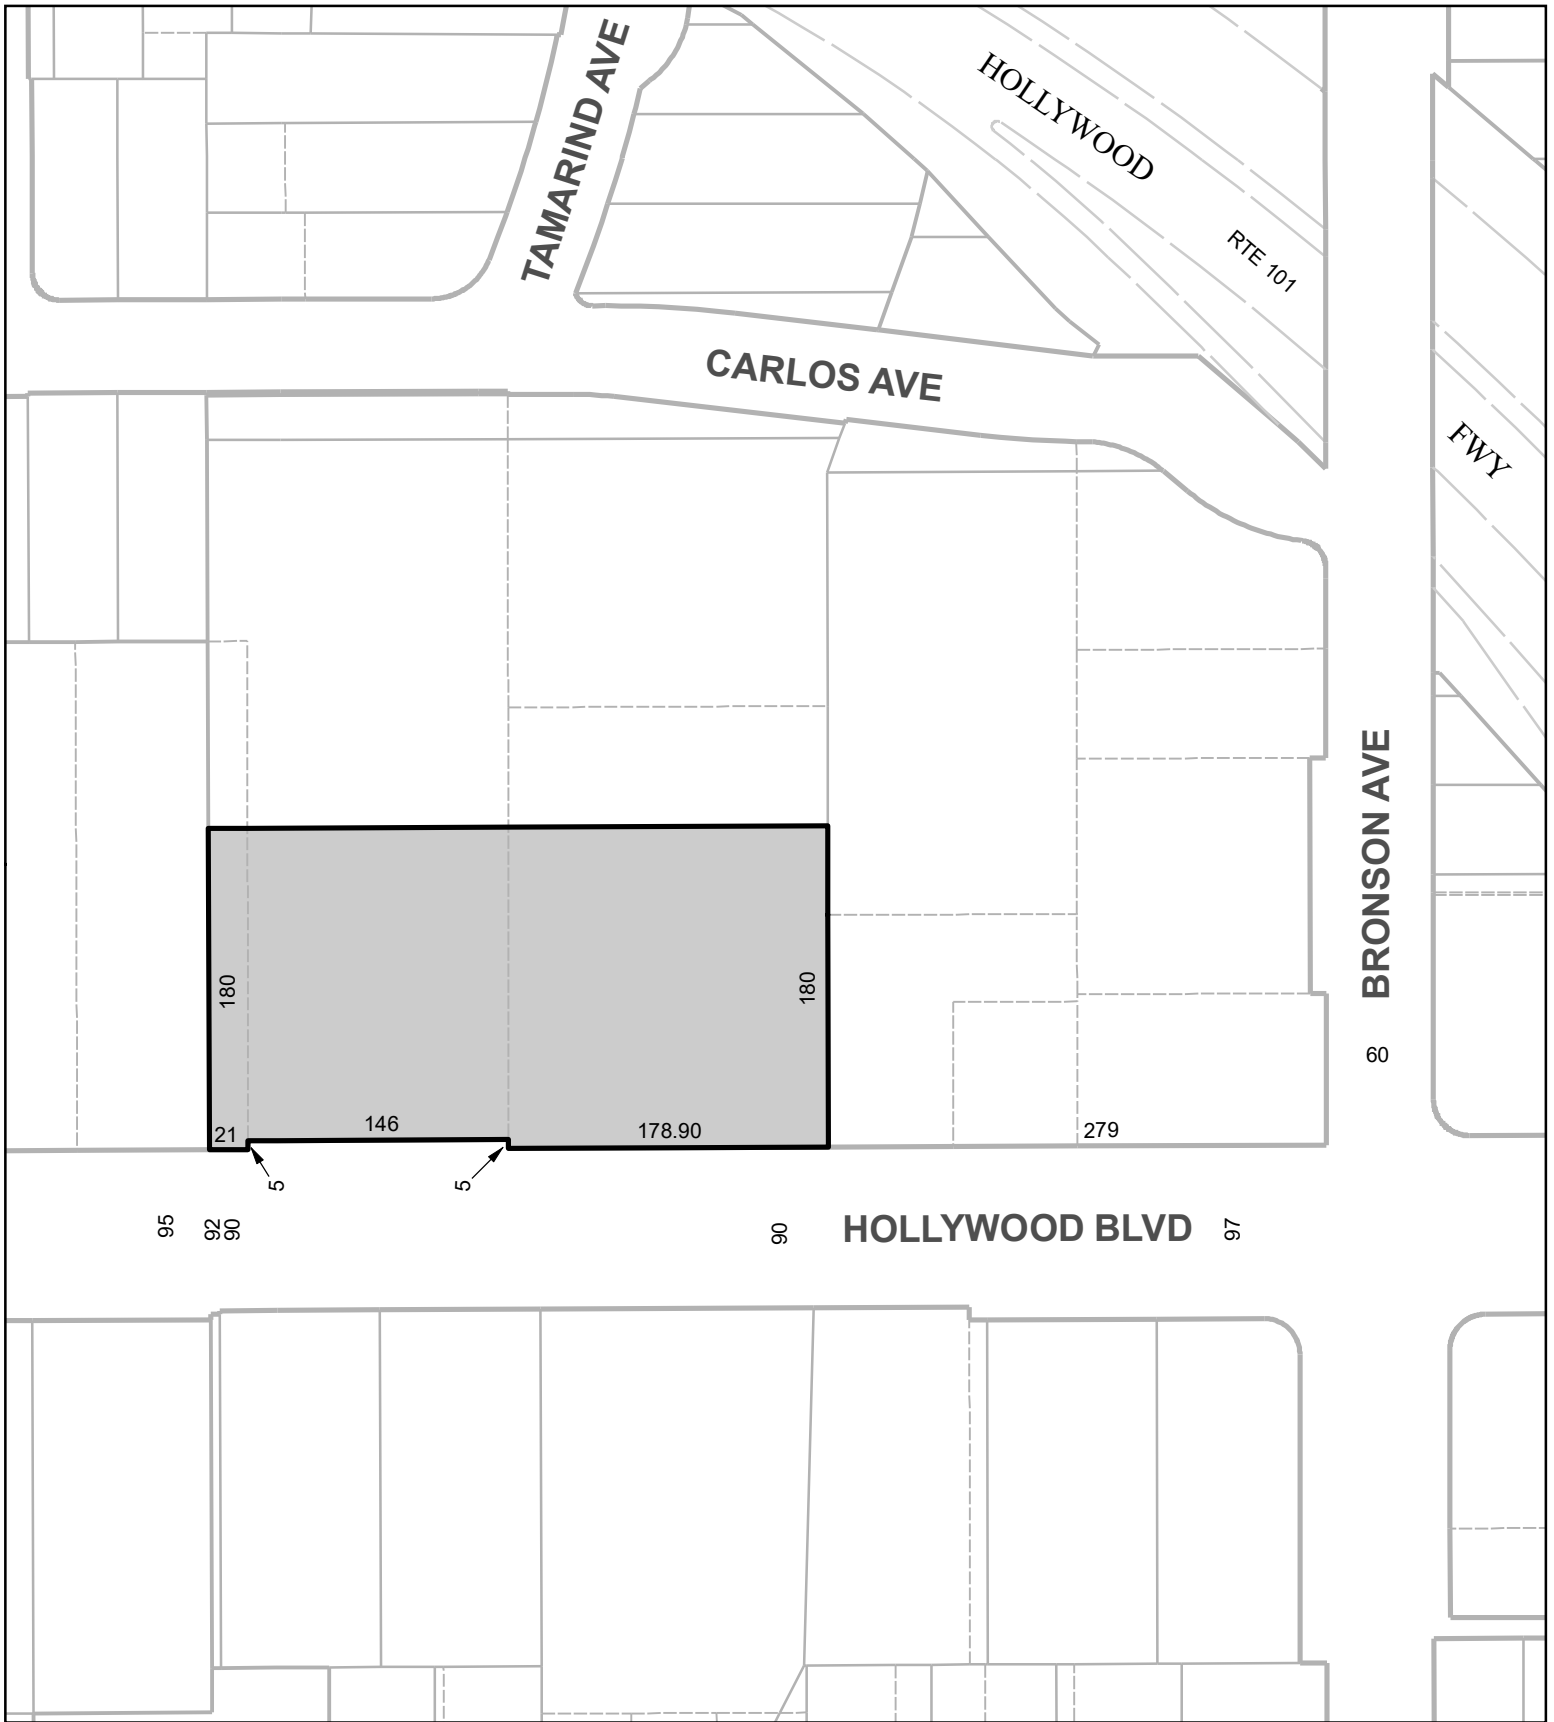 TAMARIND AVE
HOLLYWOOD
RTE 101
CARLOS AVE
FWY
BRONSON AVE
180
180
60
21
146
178.90
279
5
5
95
92
90
90
HOLLYWOOD BLVD
97